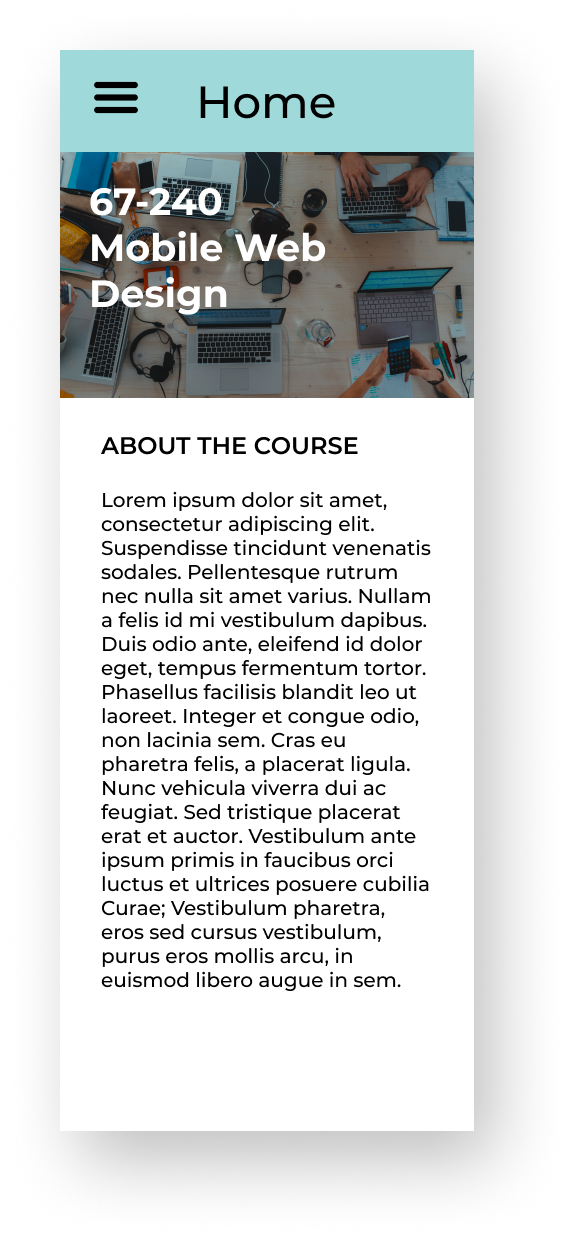 Home
67-240
Mobile Web
Design
ABOUT THE COURSE
Lorem ipsum dolor sit amet,
consectetur adipiscing elit.
Suspendisse tincidunt venenatis
sodales. Pellentesque rutrum
nec nulla sit amet varius. Nullam
a felis id mi vestibulum dapibus.
Duis odio ante, eleifend id dolor
eget, tempus fermentum tortor.
Phasellus facilisis blandit leo ut
laoreet. Integer et congue odio,
non lacinia sem. Cras eu
pharetra felis, a placerat ligula.
Nunc vehicula viverra dui ac
feugiat. Sed tristique placerat
erat et auctor. Vestibulum ante
ipsum primis in faucibus orci
luctus et ultrices posuere cubilia
Curae; Vestibulum pharetra,
eros sed cursus vestibulum,
purus eros mollis arcu, in
euismod libero augue in sem.